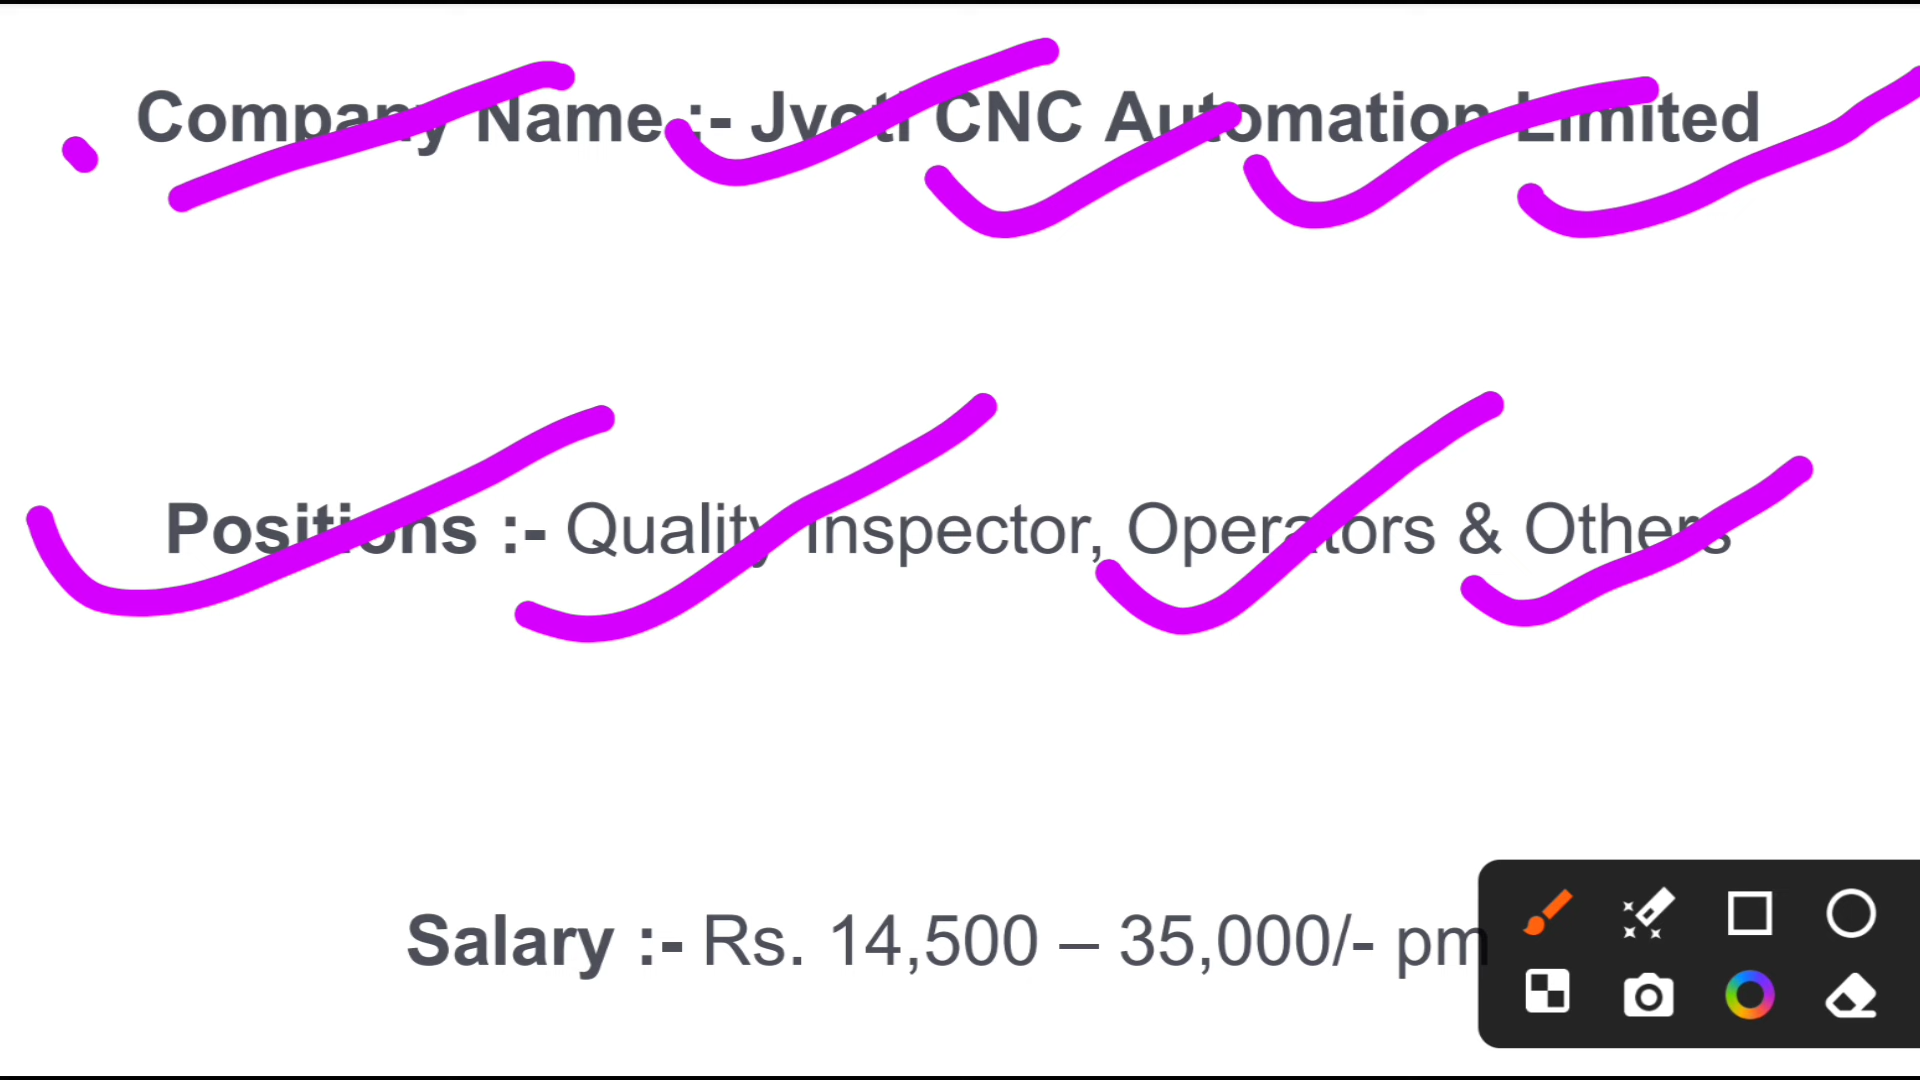 Company Name :- Jyoti CNC Automation Limited
Positions :- Quality Inspector, Operators & Others
Salary :- Rs. 14,500 – 35,000/- pm